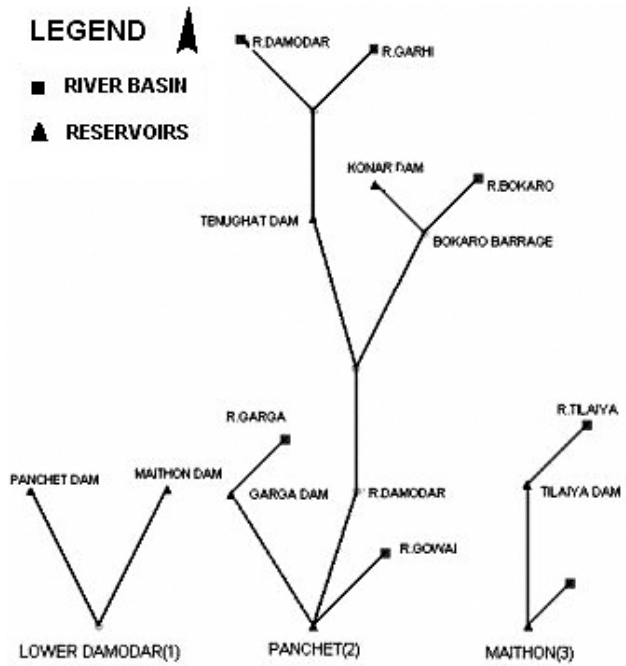 LEGEND
RIVER BASIN
RESERVOIRS
R.DAMODAR
R.GARHI
KONAR DAM
R.BOKARO
TENUGHAT DAM
BOKARO BARRAGE
R.GARGA
R.TILAIYA
PANCHET DAM
MAITHON DAM
GARGA DAM
R.DAMODAR
TILAIYA DAM
R.GOWAI
LOWER DAMODAR(1)
PANCHET(2)
MAITHON(3)